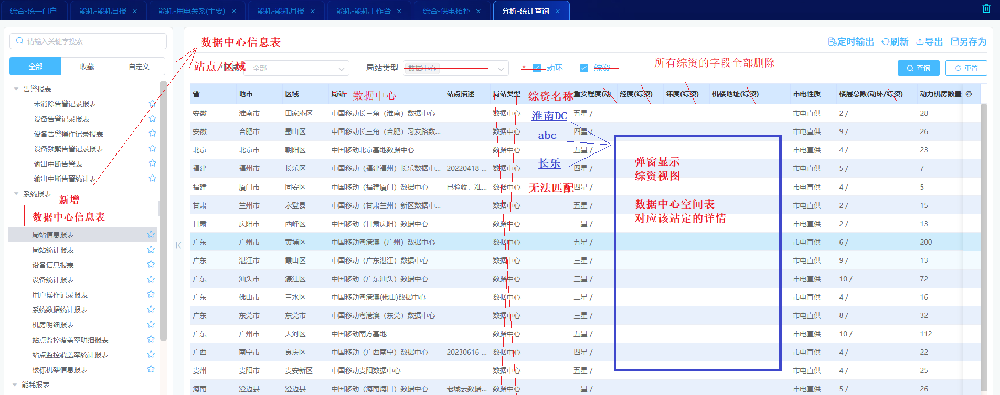 综合-统一门户 能耗-能耗日报 × 能耗-用电关系(主要) × 能耗-能耗月报 × 能耗-能耗工作台 × 综合-供电拓扑 × 分析-统计查询 ×
请输入关键字搜索
全部 收藏 自定义
告警报表
未消除告警记录报表
设备告警记录报表
设备告警操作记录报表
设备频繁告警记录报表
输出中断告警表
输出中断告警统计表
系统报表
新增
数据中心信息表
局站信息报表
局站统计报表
设备信息报表
设备统计报表
用户操作记录报表
系统数据统计报表
机房明细报表
站点监控覆盖率明细报表
站点监控覆盖率统计报表
楼栋机架信息报表
能耗报表
数据中心信息表
定时输出 刷新 导出 另存为
站点/区域 全部 局站类型 数据中心 * 动环 综资
所有综资的字段全部删除
查询 重置
省 地市 区域 局站 数据中心 站点描述 局站类型 综资名称 重要程度(动 经度(综资) 纬度(综资) 机楼地址(综资) 市电性质 楼层总数(动环/综资) 动力机房数量
安徽 淮南市 田家庵区 中国移动长三角（淮南）数据中心 数据中心 淮南DC 五星 / 市电直供 2 / 28
安徽 合肥市 蜀山区 中国移动长三角（合肥）习友路数... 数据中心 abc 四星 / 市电直供 9 / 26
北京 北京市 朝阳区 中国移动北京基地数据中心 数据中心 五星 / 市电直供 4 / 23
福建 福州市 长乐区 中国移动（福建福州）长乐数据中... 20220418 ... 数据中心 长乐 四星 / 市电直供 5 / 7
福建 厦门市 同安区 中国移动（福建厦门）数据中心 已验收，准... 数据中心 无法匹配 四星 / 市电直供 4 / 5
甘肃 兰州市 永登县 中国移动（甘肃兰州）新区数据中... 数据中心 五星 / 市电直供 2 / 15
甘肃 庆阳市 西峰区 中国移动（甘肃庆阳）数据中心 数据中心 二星 / 市电直供 2 / 13
广东 广州市 黄埔区 中国移动粤港澳（广州）数据中心 数据中心 五星 / 市电直供 6 / 200
广东 湛江市 霞山区 中国移动（广东湛江）数据中心 数据中心 三星 / 市电直供 9 / 13
广东 汕头市 濠江区 中国移动（广东汕头）数据中心 数据中心 三星 / 市电直供 10 / 72
广东 佛山市 三水区 中国移动粤港澳(佛山)数据中心 数据中心 二星 / 市电直供 4 / 16
广东 东莞市 东莞市 中国移动粤港澳（东莞）数据中心 数据中心 三星 / 市电直供 8 / 32
广东 广州市 天河区 中国移动南方基地 数据中心 五星 / 市电直供 10 / 112
广西 南宁市 良庆区 中国移动（广西南宁）数据中心 20230616 ... 数据中心 四星 / 市电直供 4 / 22
贵州 贵阳市 贵安新区 中国移动贵阳数据中心 数据中心 五星 / 市电直供 4 / 25
海南 澄迈县 澄迈县 中国移动（海南海口）数据中心 老城云数据... 数据中心 一星 / 市电直供 5 / 26
弹窗显示
综资视图
数据中心空间表
对应该站定的详情